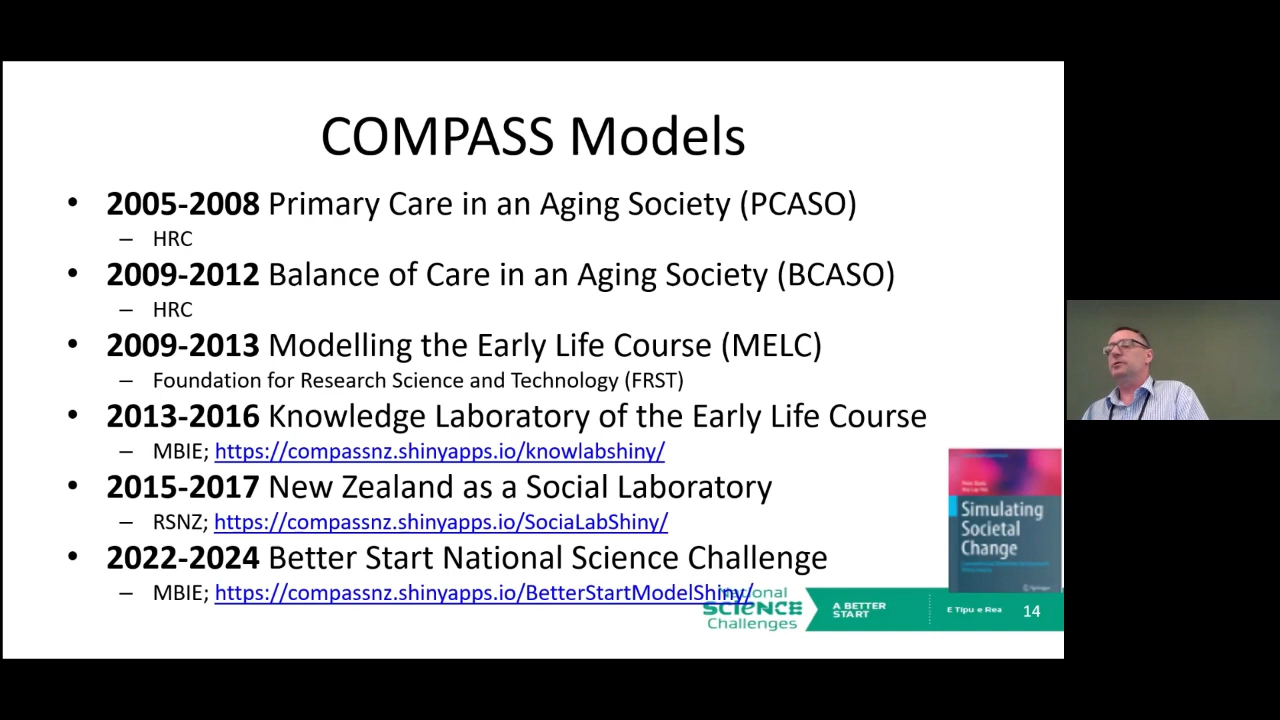 COMPASS Models
• 2005-2008 Primary Care in an Aging Society (PCASO)
– HRC
• 2009-2012 Balance of Care in an Aging Society (BCASO)
– HRC
• 2009-2013 Modelling the Early Life Course (MELC)
– Foundation for Research Science and Technology (FRST)
• 2013-2016 Knowledge Laboratory of the Early Life Course
– MBIE; https://compassnz.shinyapps.io/knowlabshiny/
• 2015-2017 New Zealand as a Social Laboratory
– RSNZ; https://compassnz.shinyapps.io/SociaLabShiny/
• 2022-2024 Better Start National Science Challenge
– MBIE; https://compassnz.shinyapps.io/BetterStartModelShiny/
Simulating
Societal
Change
Springer
National
SCIENCE
Challenges
A BETTER
START
E Tipu e Rea
14